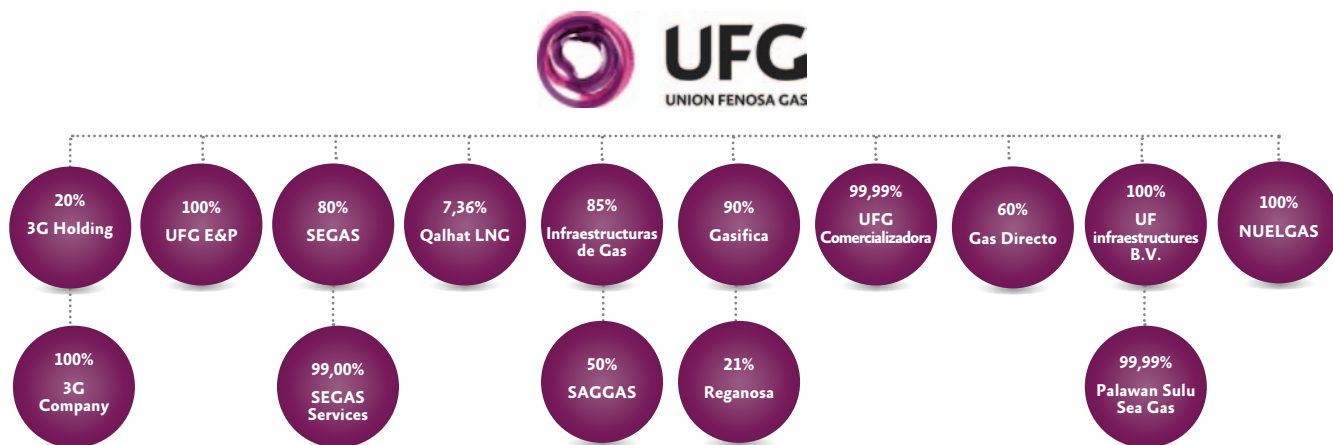 UFG
UNION FENOSA GAS
20%
3G Holding
100%
UFG E&P
80%
SEGAS
7,36%
Qalhat LNG
85%
Infraestructuras
de Gas
90%
Gasifica
99,99%
UFG
Comercializadora
60%
Gas Directo
100%
UF
infraestructures
B.V.
100%
NUELGAS
100%
3G
Company
99,00%
SEGAS
Services
50%
SAGGAS
21%
Reganosa
99,99%
Palawan Sulu
Sea Gas